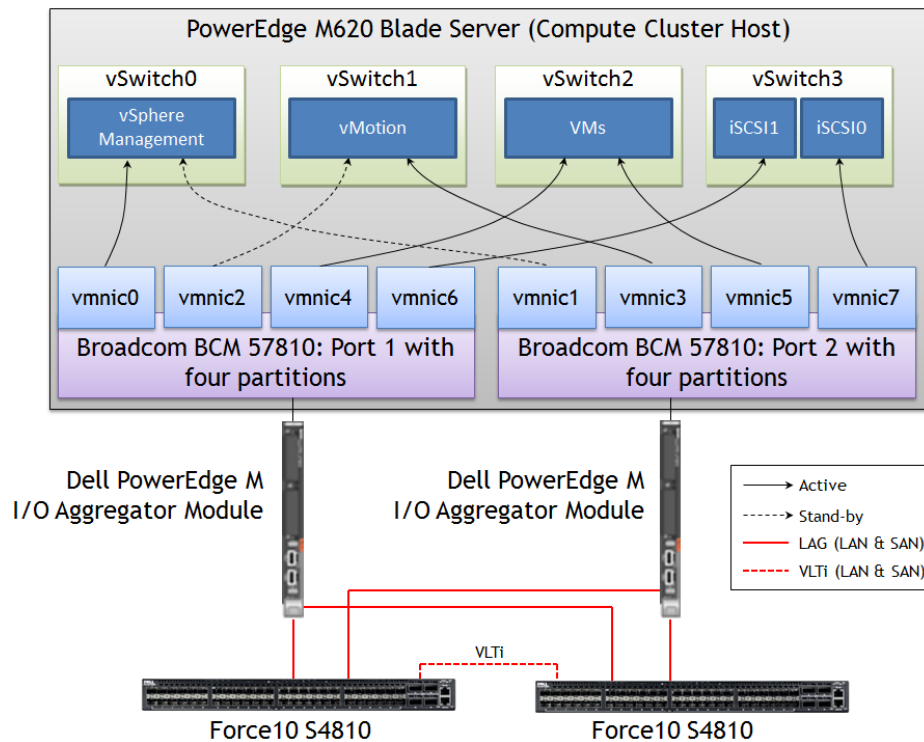 PowerEdge M620 Blade Server (Compute Cluster Host)
vSwitch0
vSwitch1
vSwitch2
vSwitch3
vSphere
Management
vMotion
VMs
iSCSI1
iSCSI0
vmnic0
vmnic2
vmnic4
vmnic6
vmnic1
vmnic3
vmnic5
vmnic7
Broadcom BCM 57810: Port 1 with
four partitions
Broadcom BCM 57810: Port 2 with
four partitions
Dell PowerEdge M
I/O Aggregator Module
Dell PowerEdge M
I/O Aggregator Module
Active
Stand-by
LAG (LAN & SAN)
VLTi (LAN & SAN)
VLTi
Force10 S4810
Force10 S4810